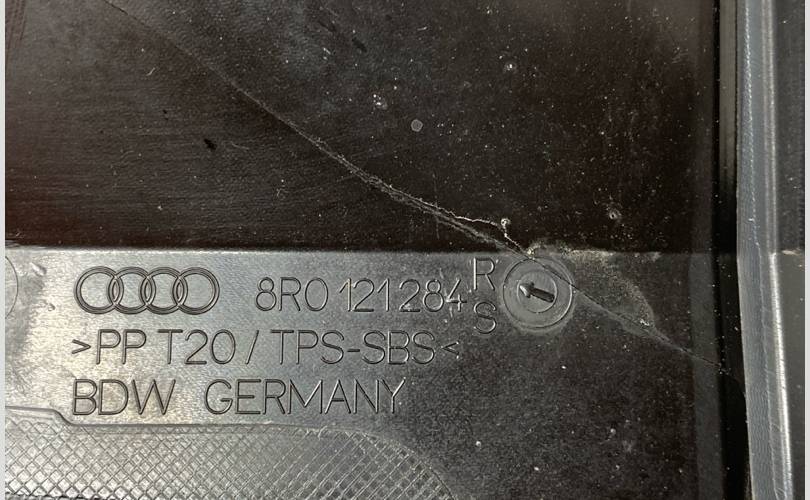 8R0 121 284 R
S
>PP T20 / TPS-SBS<
BDW GERMANY